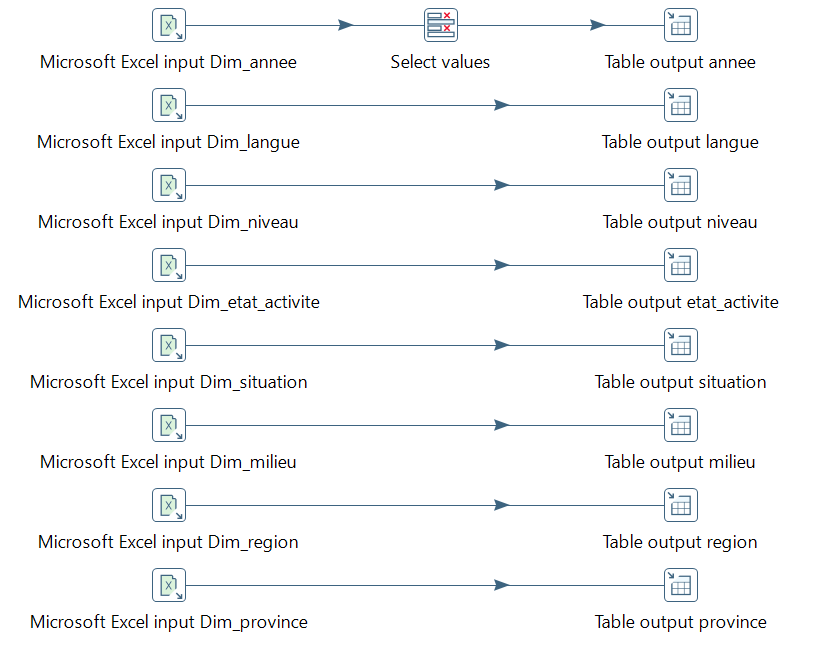 Microsoft Excel input Dim_annee
Select values
Table output annee
Microsoft Excel input Dim_langue
Table output langue
Microsoft Excel input Dim_niveau
Table output niveau
Microsoft Excel input Dim_etat_activite
Table output etat_activite
Microsoft Excel input Dim_situation
Table output situation
Microsoft Excel input Dim_milieu
Table output milieu
Microsoft Excel input Dim_region
Table output region
Microsoft Excel input Dim_province
Table output province